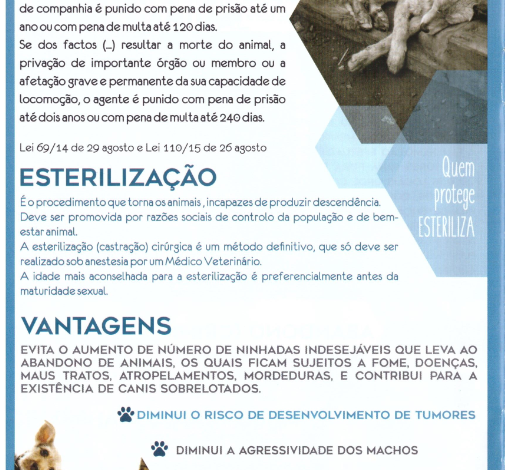 de companhia é punido com pena de prisão até um
ano ou com pena de multa até 120 dias.
Se dos factos (...) resultar a morte do animal, a
privação de importante órgão ou membro ou a
afetação grave e permanente da sua capacidade de
locomoção, o agente é punido com pena de prisão
até dois anos ou com pena de multa até 240 dias.
Lei 69/14 de 29 agosto e Lei 110/15 de 26 agosto
Quem
protege
ESTERILIZA
ESTERILIZAÇÃO
É o procedimento que torna os animais, incapazes de produzir descendência.
Deve ser promovida por razões sociais de controlo da população e de bem-
estar animal.
A esterilização (castração) cirúrgica é um método definitivo, que só deve ser
realizado sob anestesia por um Médico Veterinário.
A idade mais aconselhada para a esterilização é preferencialmente antes da
maturidade sexual.
VANTAGENS
EVITA O AUMENTO DE NÚMERO DE NINHADAS INDESEJÁVEIS QUE LEVA AO
ABANDONO DE ANIMAIS, OS QUAIS FICAM SUJEITOS A FOME, DOENÇAS,
MAUS TRATOS, ATROPELAMENTOS, MORDEDURAS, E CONTRIBUI PARA A
EXISTÊNCIA DE CANIS SOBRELOTADOS.
DIMINUI O RISCO DE DESENVOLVIMENTO DE TUMORES
DIMINUI A AGRESSIVIDADE DOS MACHOS